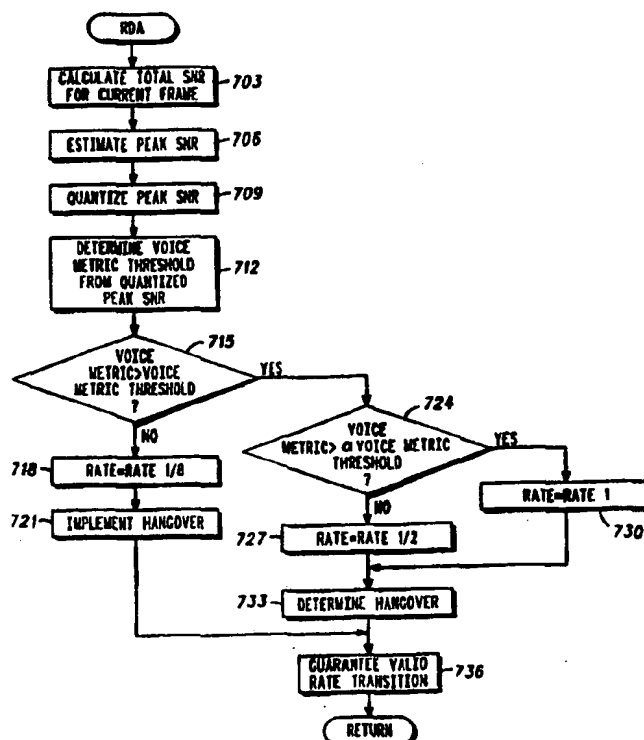 RDA
CALCULATE TOTAL SNR
FOR CURRENT FRAME
703
ESTIMATE PEAK SNR
706
QUANTIZE PEAK SNR
709
DETERMINE VOICE
METRIC THRESHOLD
FROM QUANTIZED
PEAK SNR
712
715
VOICE
METRIC>VOICE
METRIC THRESHOLD
?
YES
NO
724
VOICE
METRIC> α VOICE METRIC
THRESHOLD
?
YES
NO
718
RATE=RATE 1/8
RATE=RATE 1
730
721
IMPLEMENT HANGOVER
727
RATE=RATE 1/2
733
DETERMINE HANGOVER
GUARANTEE VALID
RATE TRANSITION
736
RETURN